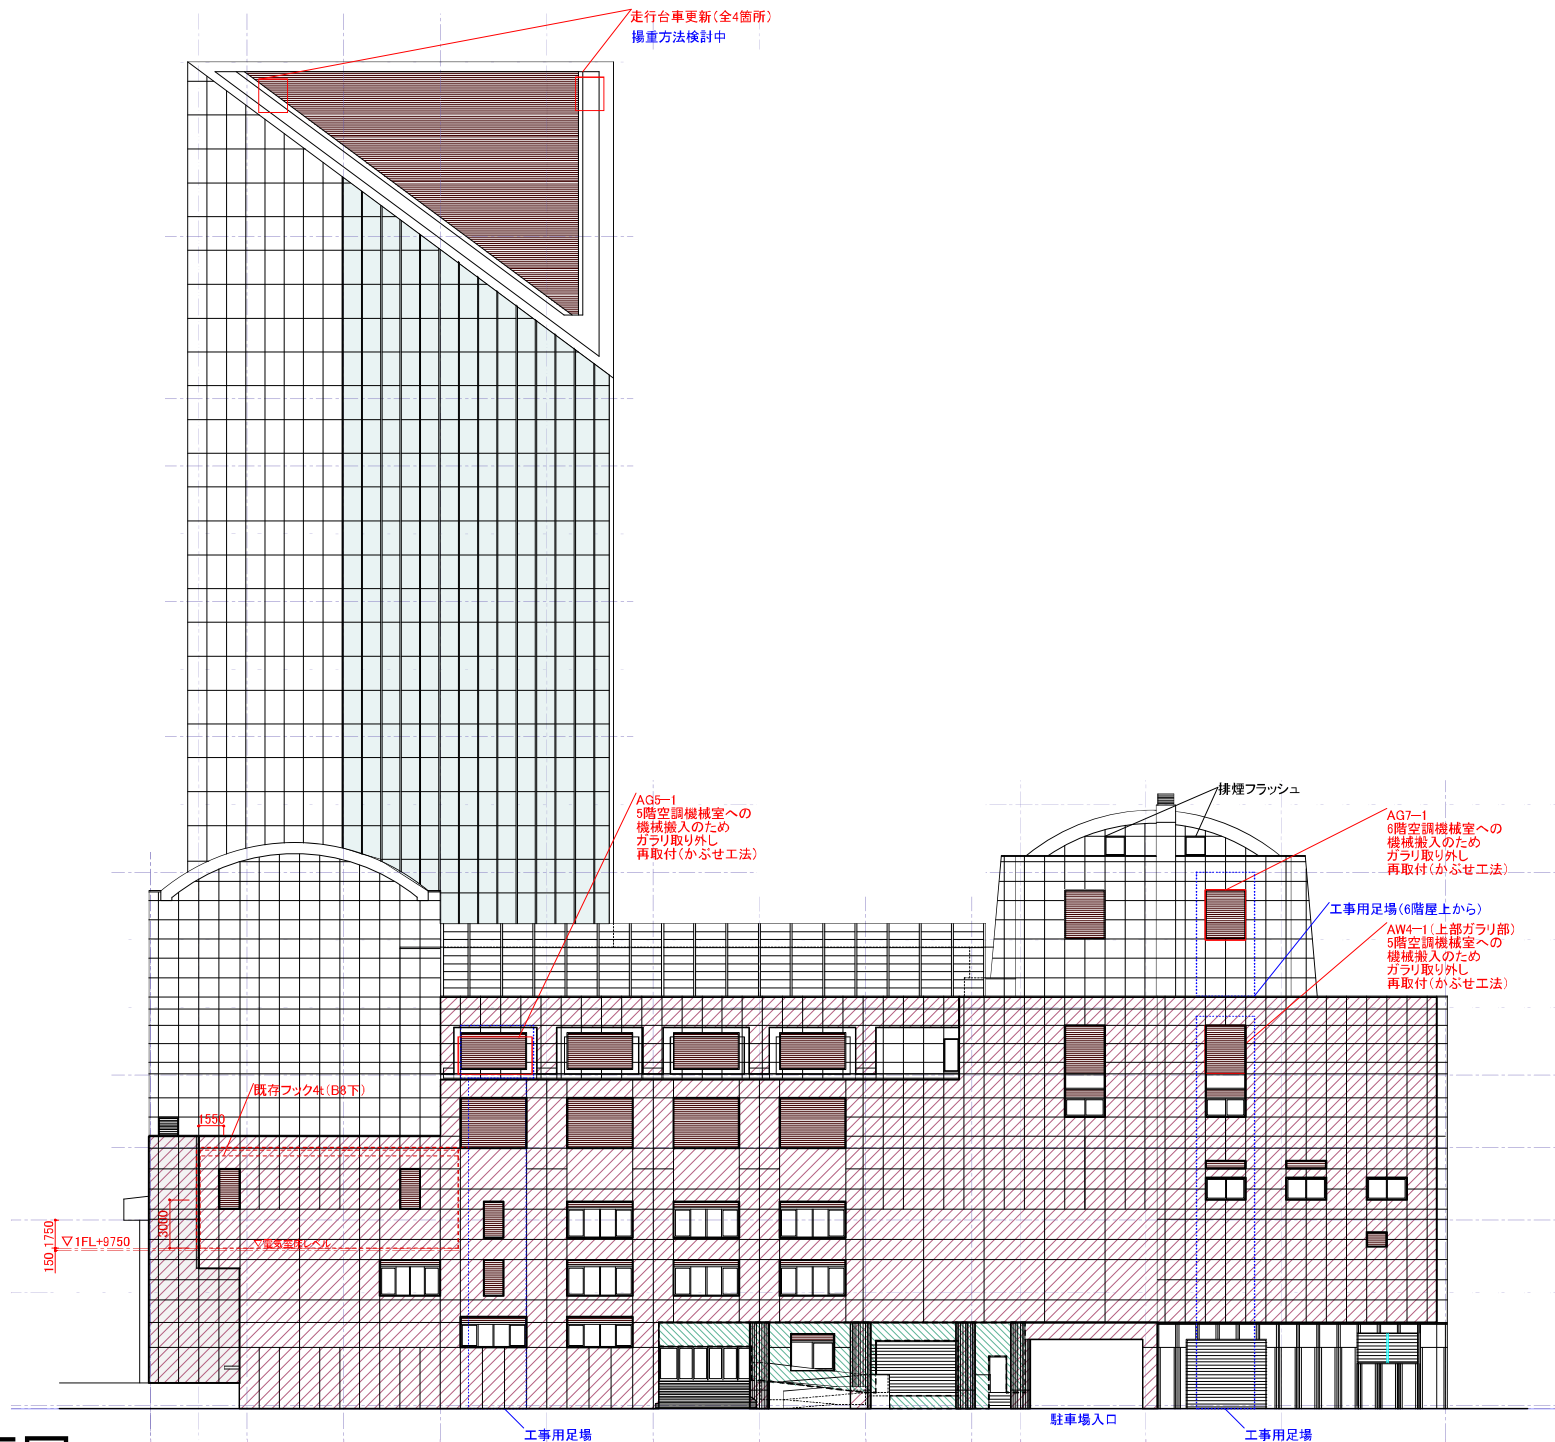 走行台車更新(全4箇所)
揚重方法検討中
AG5-1
5階空調機械室への
機械搬入のため
ガラリ取り外し
再取付(かぶせ工法)
排煙フラッシュ
AG7-1
6階空調機械室への
機械搬入のため
ガラリ取り外し
再取付(かぶせ工法)
工事用足場(6階屋上から)
AW4-1(上部ガラリ部)
5階空調機械室への
機械搬入のため
ガラリ取り外し
再取付(かぶせ工法)
既存フック4t(B8下)
1550
3000
▽電気室床レベル
▽1FL+9750
150 1750
駐車場入口
工事用足場
工事用足場